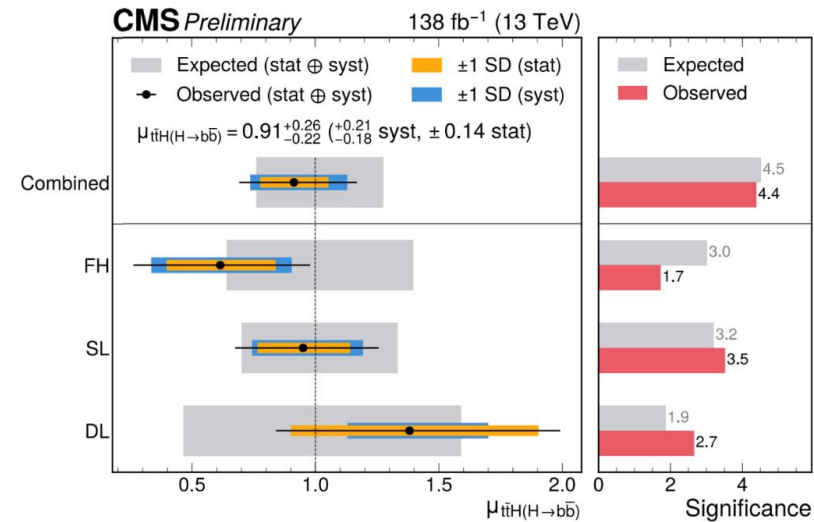 CMS Preliminary 138 fb⁻¹ (13 TeV)
Expected (stat ⊕ syst) ±1 SD (stat)
Observed (stat ⊕ syst) ±1 SD (syst)
μ_tt̄H(H→bb̄) = 0.91 +0.26 −0.22 (+0.21 −0.18 syst, ± 0.14 stat)
Combined
FH
SL
DL
0.5 1.0 1.5 2.0
μ_tt̄H(H→bb̄)
Expected
Observed
4.5
4.4
3.0
1.7
3.2
3.5
1.9
2.7
0 2 4
Significance